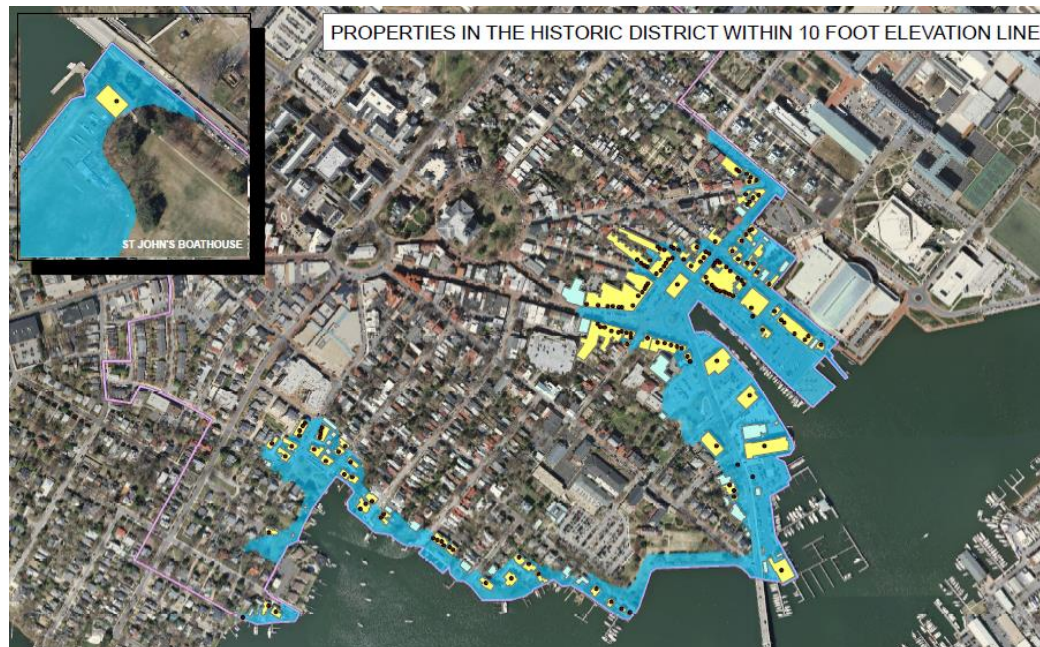 PROPERTIES IN THE HISTORIC DISTRICT WITHIN 10 FOOT ELEVATION LINE
ST JOHN'S BOATHOUSE